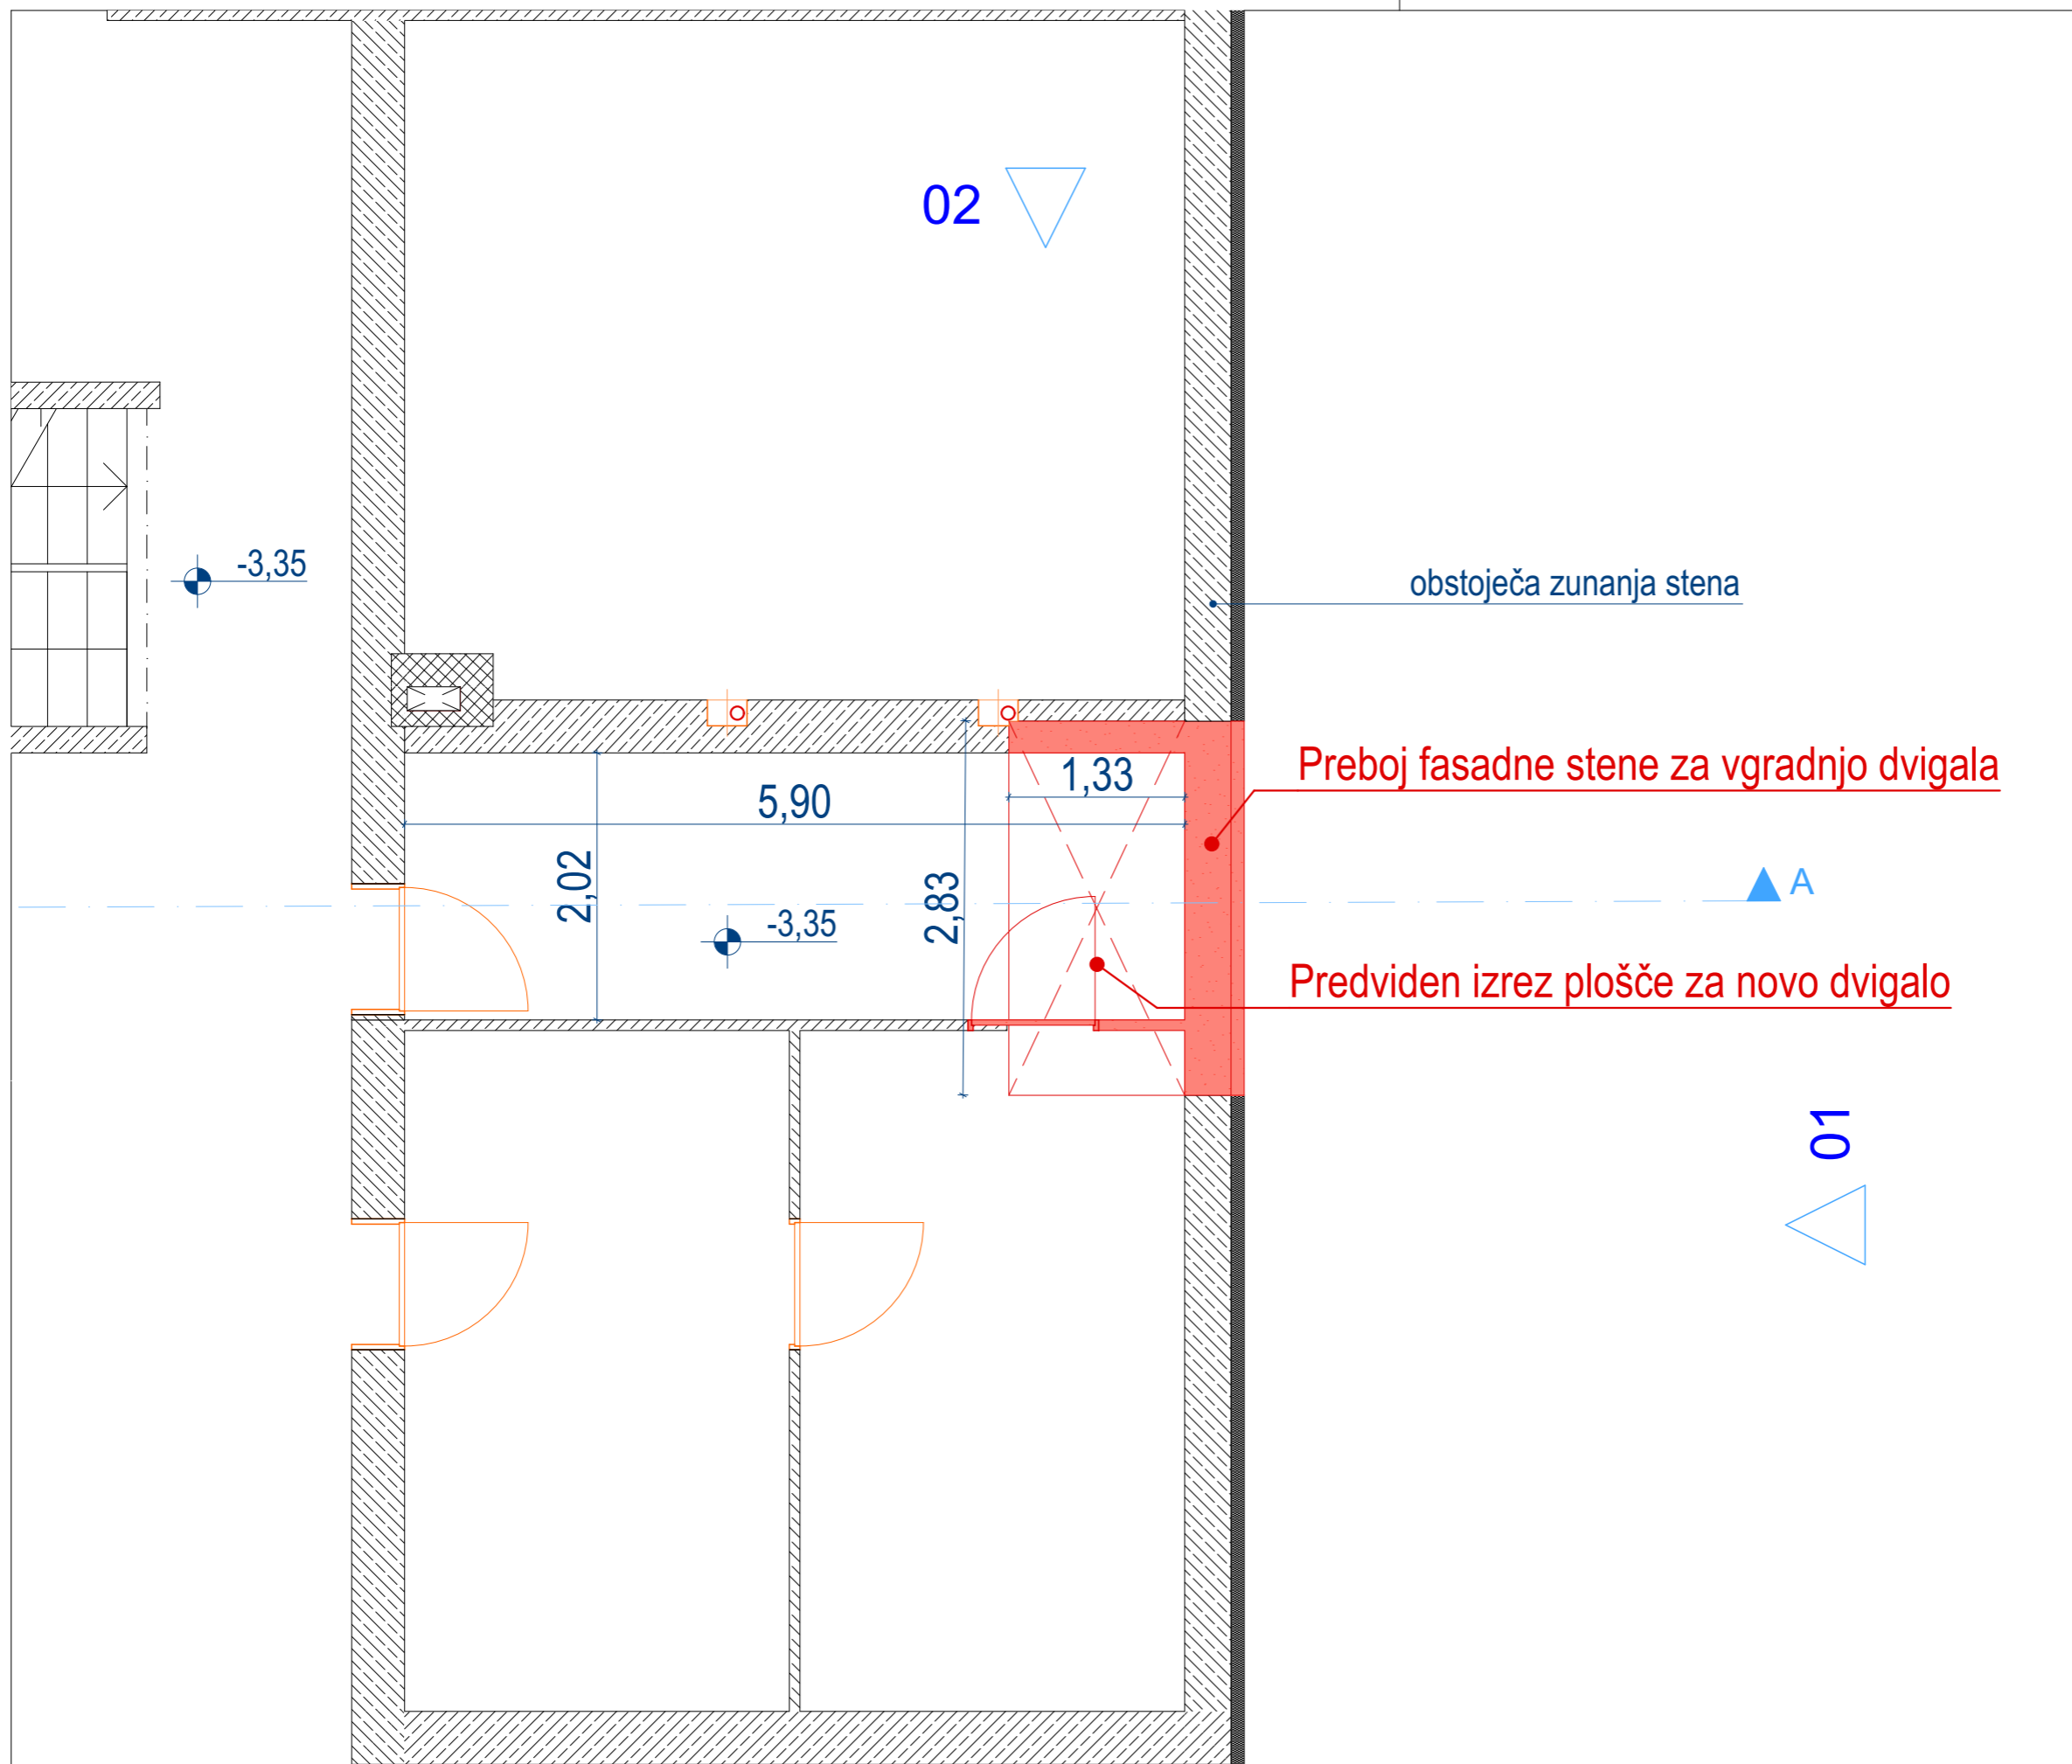 02
-3,35
obstoječa zunanja stena
Preboj fasadne stene za vgradnjo dvigala
1,33
5,90
2,02
2,83
A
-3,35
Predviden izrez plošče za novo dvigalo
01